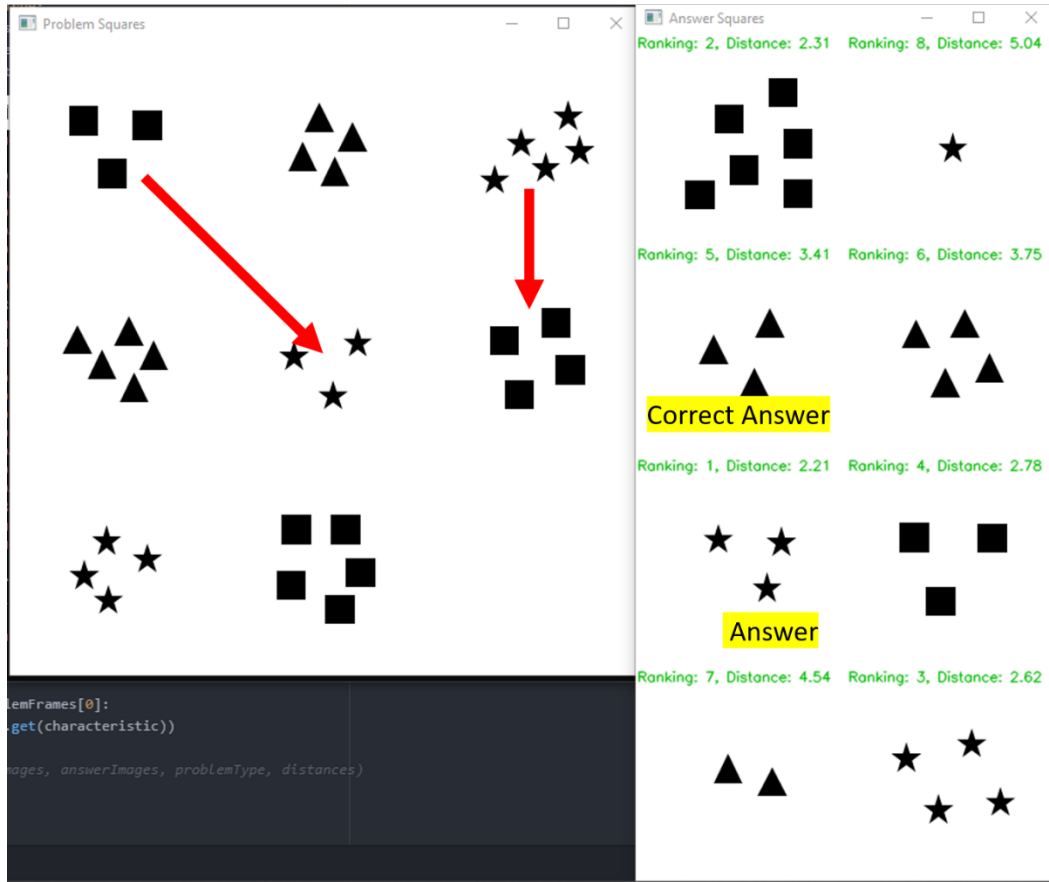 Problem Squares
Answer Squares
Ranking: 2, Distance: 2.31
Ranking: 8, Distance: 5.04
Ranking: 5, Distance: 3.41
Ranking: 6, Distance: 3.75
Correct Answer
Ranking: 1, Distance: 2.21
Ranking: 4, Distance: 2.78
Answer
Ranking: 7, Distance: 4.54
Ranking: 3, Distance: 2.62
lemFrames[0]:
.get(characteristic))
mages, answerImages, problemType, distances)